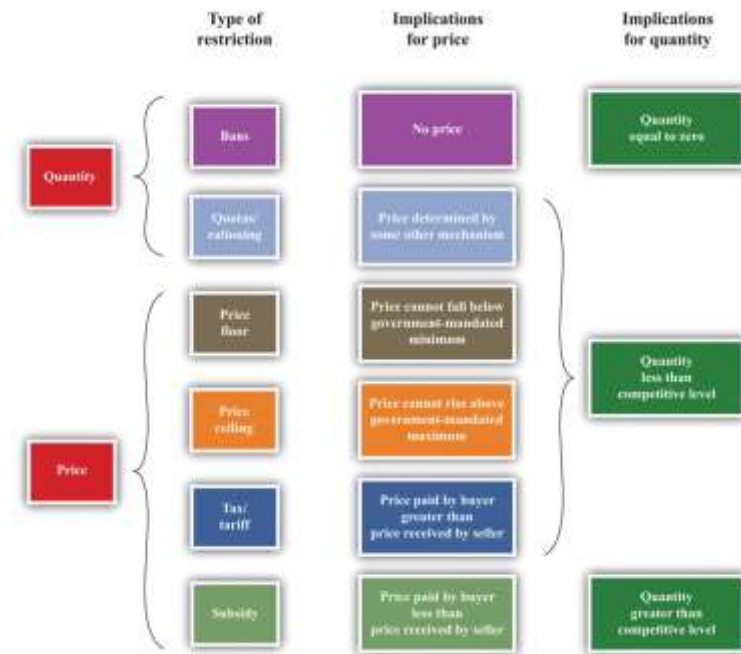 Type of
restriction
Implications
for price
Implications
for quantity
Quantity
Bans
No price
Quantity
equal to zero
Quotas/
rationing
Price determined by
some other mechanism
Price
floor
Price cannot fall below
government-mandated
minimum
Quantity
less than
competitive level
Price
Price
ceiling
Price cannot rise above
government-mandated
maximum
Tax/
tariff
Price paid by buyer
greater than
price received by seller
Subsidy
Price paid by buyer
less than
price received by seller
Quantity
greater than
competitive level